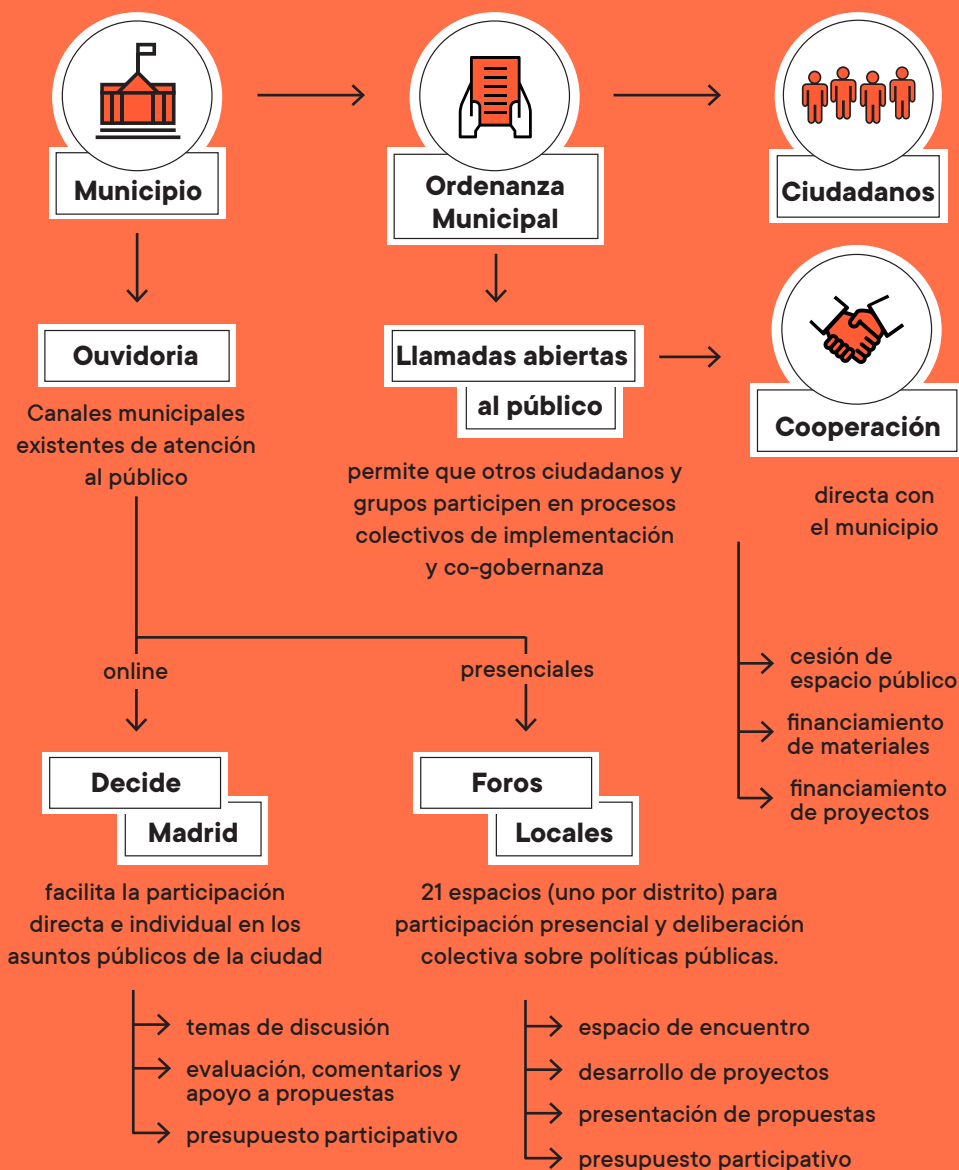 Municipio
Ordenanza
Municipal
Ciudadanos
Ouvidoria
Canales municipales
existentes de atención
al público
Llamadas abiertas
al público
permite que otros ciudadanos y
grupos participen en procesos
colectivos de implementación
y co-gobernanza
Cooperación
directa con
el municipio
cesión de
espacio público
financiamiento
de materiales
financiamiento
de proyectos
online
presenciales
Decide
Madrid
facilita la participación
directa e individual en los
asuntos públicos de la ciudad
temas de discusión
evaluación, comentarios y
apoyo a propuestas
presupuesto participativo
Foros
Locales
21 espacios (uno por distrito) para
participación presencial y deliberación
colectiva sobre políticas públicas.
espacio de encuentro
desarrollo de proyectos
presentación de propuestas
presupuesto participativo